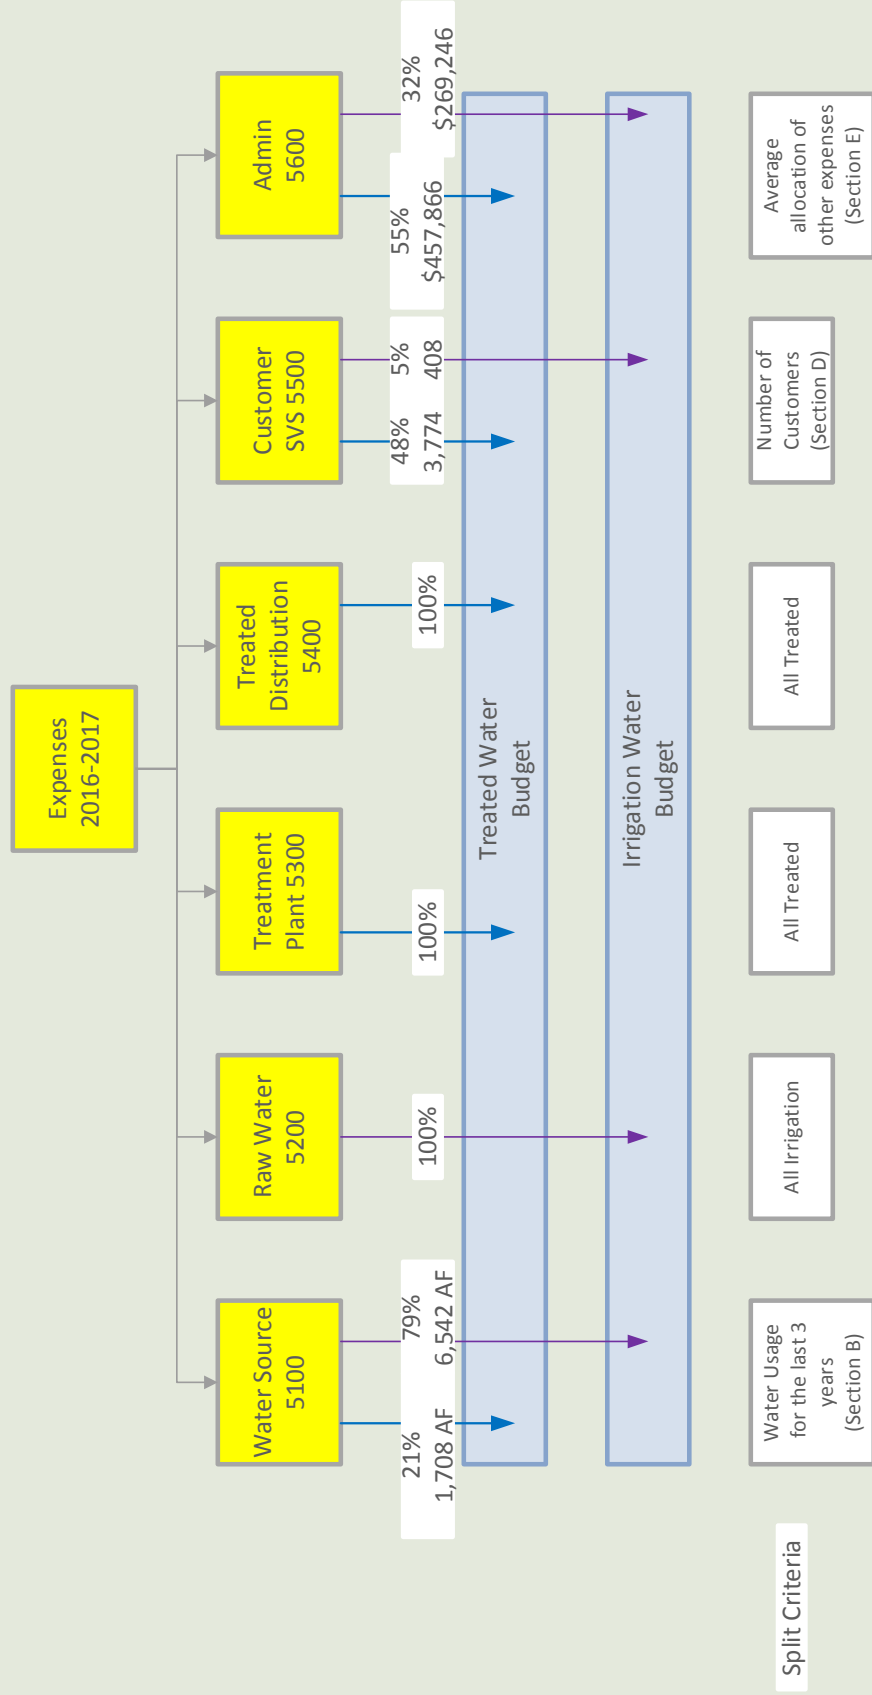 Expenses
2016-2017
Water Source
5100
Raw Water
5200
Treatment
Plant 5300
Treated
Distribution
5400
Customer
SVS 5500
Admin
5600
21%
1,708 AF
79%
6,542 AF
100%
100%
100%
48%
3,774
5%
408
55%
$457,866
32%
$269,246
Treated Water
Budget
Irrigation Water
Budget
Split Criteria
Water Usage
for the last 3
years
(Section B)
All Irrigation
All Treated
All Treated
Number of
Customers
(Section D)
Average
allocation of
other expenses
(Section E)